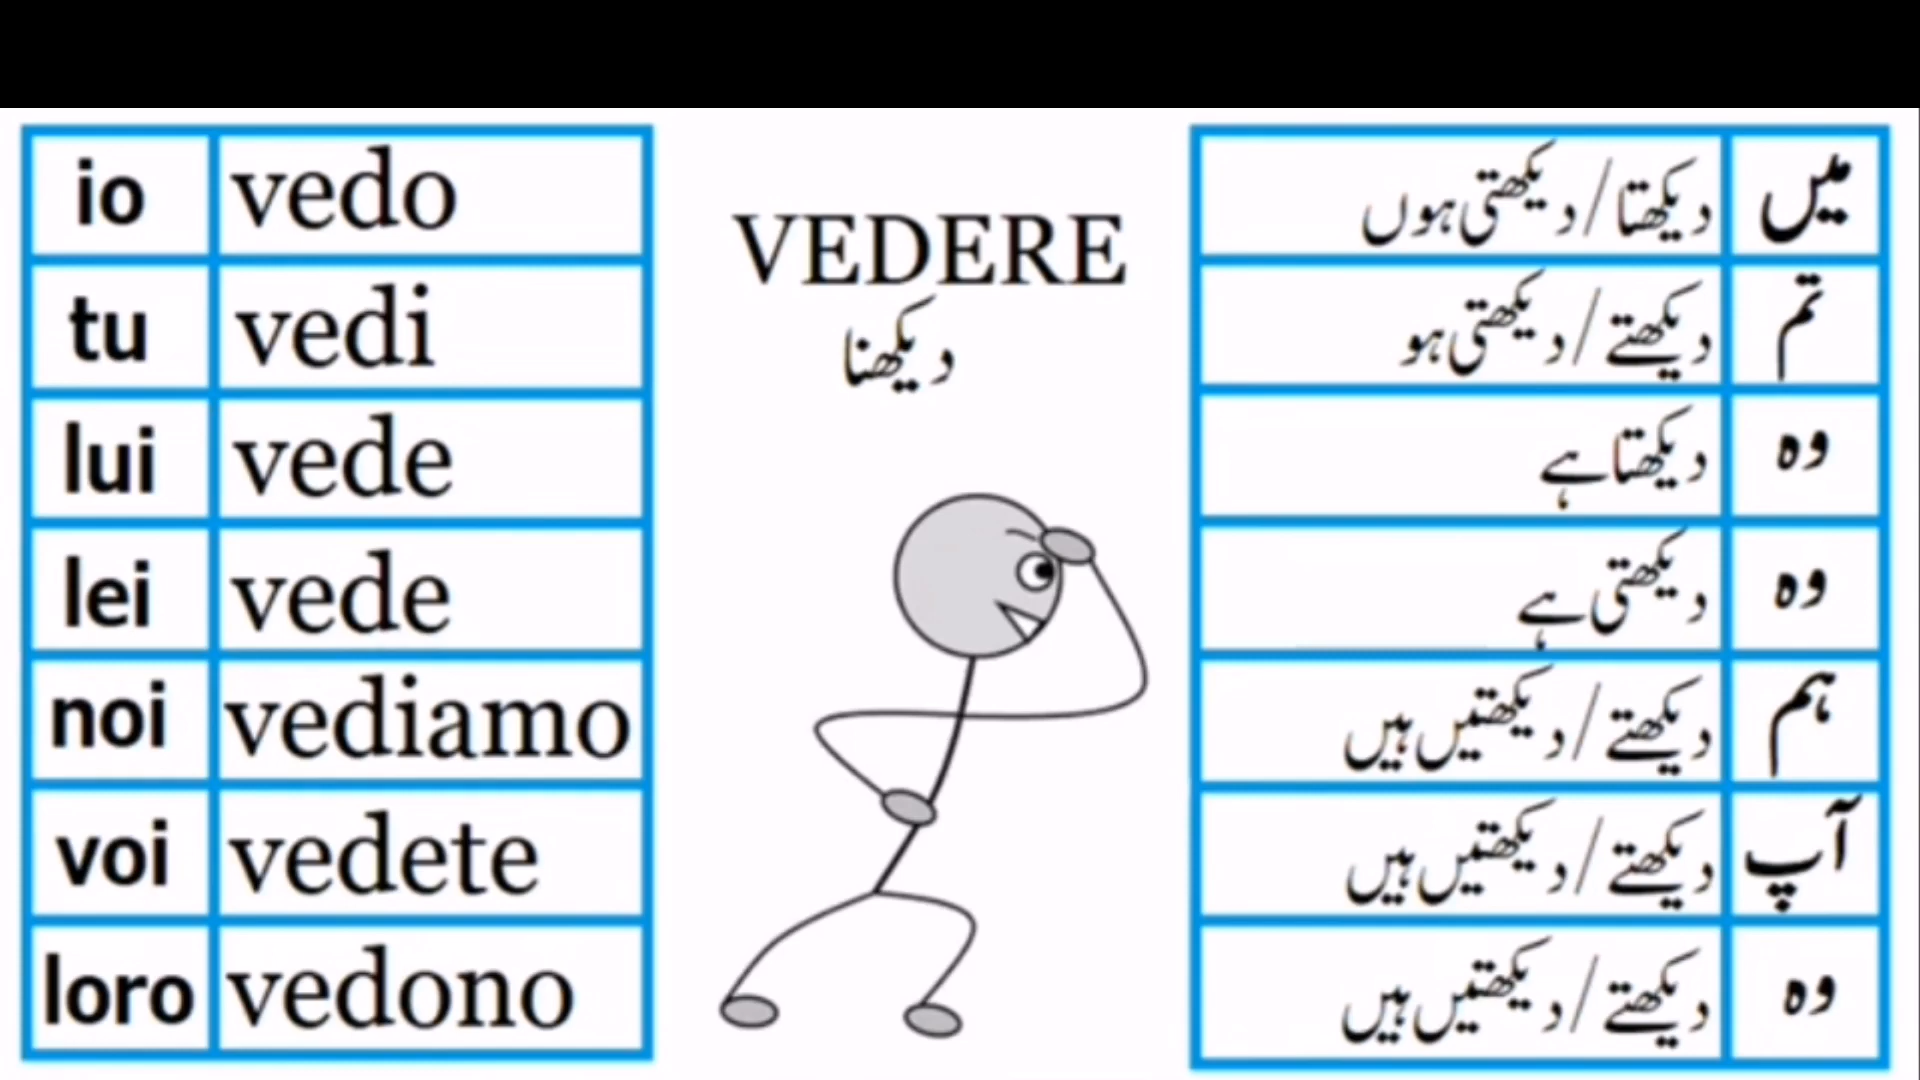 io vedo
tu vedi
lui vede
lei vede
noi vediamo
voi vedete
loro vedono
VEDERE
دیکھنا
میں دیکھتا/دیکھتی ہوں
تم دیکھتے/دیکھتی ہو
وہ دیکھتا ہے
وہ دیکھتی ہے
ہم دیکھتے/دیکھتیں ہیں
آپ دیکھتے/دیکھتیں ہیں
وہ دیکھتے/دیکھتیں ہیں